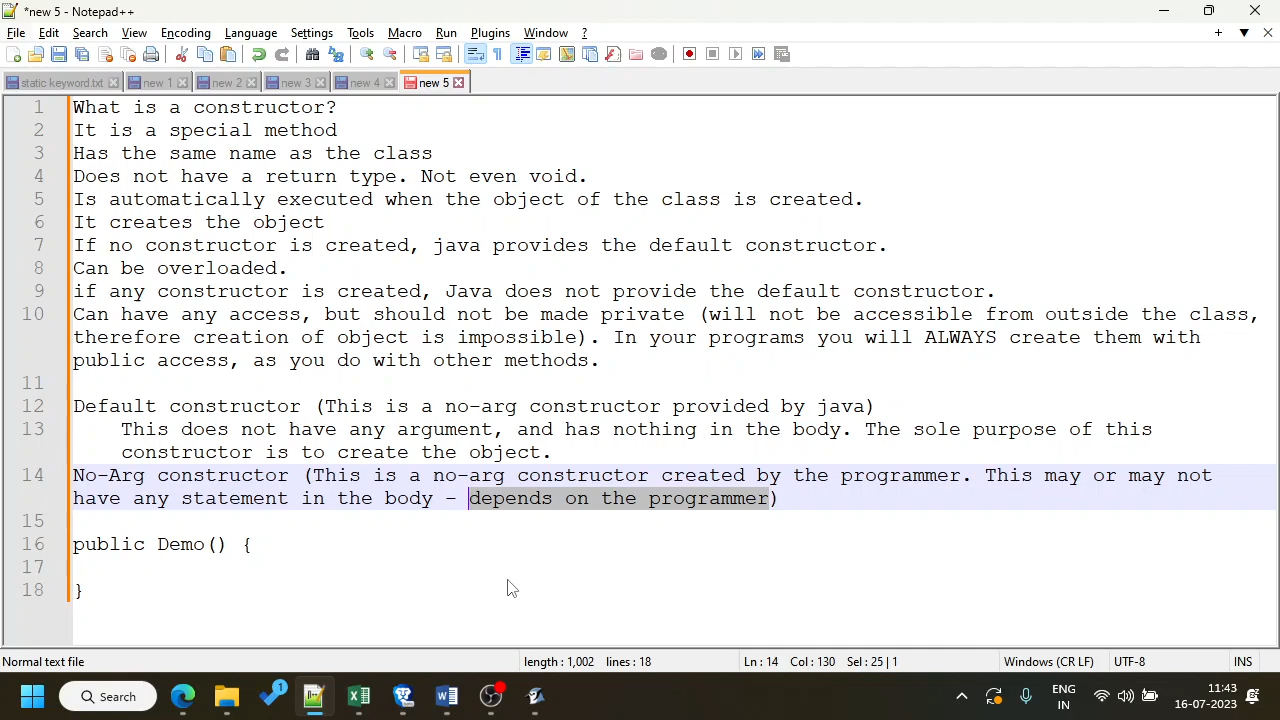 *new 5 - Notepad++
File Edit Search View Encoding Language Settings Tools Macro Run Plugins Window ?
static keyword.txt new 1 new 2 new 3 new 4 new 5
1 What is a constructor?
2 It is a special method
3 Has the same name as the class
4 Does not have a return type. Not even void.
5 Is automatically executed when the object of the class is created.
6 It creates the object
7 If no constructor is created, java provides the default constructor.
8 Can be overloaded.
9 if any constructor is created, Java does not provide the default constructor.
10 Can have any access, but should not be made private (will not be accessible from outside the class,
therefore creation of object is impossible). In your programs you will ALWAYS create them with
public access, as you do with other methods.
11
12 Default constructor (This is a no-arg constructor provided by java)
13 This does not have any argument, and has nothing in the body. The sole purpose of this
constructor is to create the object.
14 No-Arg constructor (This is a no-arg constructor created by the programmer. This may or may not
have any statement in the body - depends on the programmer)
15
16 public Demo() {
17
18 }
Normal text file length : 1,002 lines : 18 Ln : 14 Col : 130 Sel : 25 | 1 Windows (CR LF) UTF-8 INS
Search 1 ENG 11:43
IN 16-07-2023